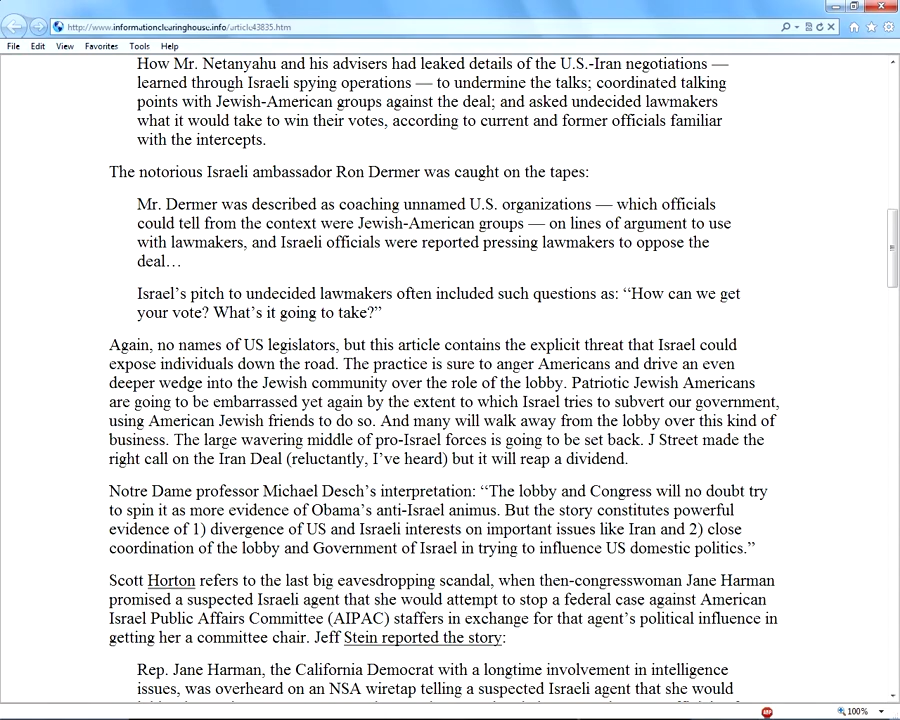 http://www.informationclearinghouse.info/article43835.htm
File Edit View Favorites Tools Help
How Mr. Netanyahu and his advisers had leaked details of the U.S.-Iran negotiations —
learned through Israeli spying operations — to undermine the talks; coordinated talking
points with Jewish-American groups against the deal; and asked undecided lawmakers
what it would take to win their votes, according to current and former officials familiar
with the intercepts.
The notorious Israeli ambassador Ron Dermer was caught on the tapes:
Mr. Dermer was described as coaching unnamed U.S. organizations — which officials
could tell from the context were Jewish-American groups — on lines of argument to use
with lawmakers, and Israeli officials were reported pressing lawmakers to oppose the
deal…
Israel’s pitch to undecided lawmakers often included such questions as: “How can we get
your vote? What’s it going to take?”
Again, no names of US legislators, but this article contains the explicit threat that Israel could
expose individuals down the road. The practice is sure to anger Americans and drive an even
deeper wedge into the Jewish community over the role of the lobby. Patriotic Jewish Americans
are going to be embarrassed yet again by the extent to which Israel tries to subvert our government,
using American Jewish friends to do so. And many will walk away from the lobby over this kind of
business. The large wavering middle of pro-Israel forces is going to be set back. J Street made the
right call on the Iran Deal (reluctantly, I’ve heard) but it will reap a dividend.
Notre Dame professor Michael Desch’s interpretation: “The lobby and Congress will no doubt try
to spin it as more evidence of Obama’s anti-Israel animus. But the story constitutes powerful
evidence of 1) divergence of US and Israeli interests on important issues like Iran and 2) close
coordination of the lobby and Government of Israel in trying to influence US domestic politics.”
Scott Horton refers to the last big eavesdropping scandal, when then-congresswoman Jane Harman
promised a suspected Israeli agent that she would attempt to stop a federal case against American
Israel Public Affairs Committee (AIPAC) staffers in exchange for that agent’s political influence in
getting her a committee chair. Jeff Stein reported the story:
Rep. Jane Harman, the California Democrat with a longtime involvement in intelligence
issues, was overheard on an NSA wiretap telling a suspected Israeli agent that she would
ABP
100%